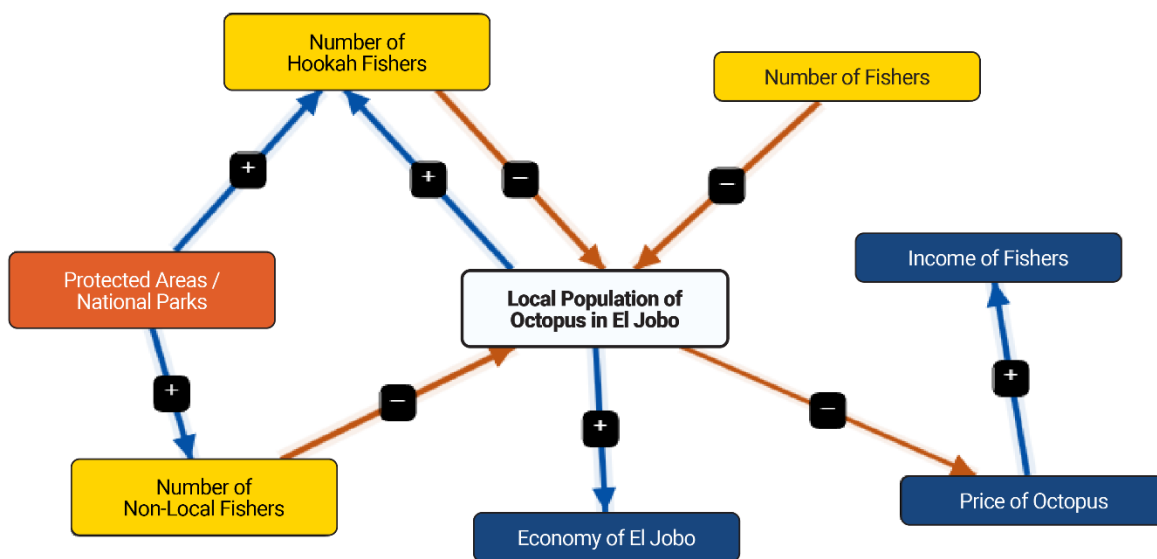 Number of
Hookah Fishers
Number of Fishers
+
+
−
−
Protected Areas /
National Parks
Income of Fishers
Local Population of
Octopus in El Jobo
+
−
+
−
+
Number of
Non-Local Fishers
Price of Octopus
Economy of El Jobo